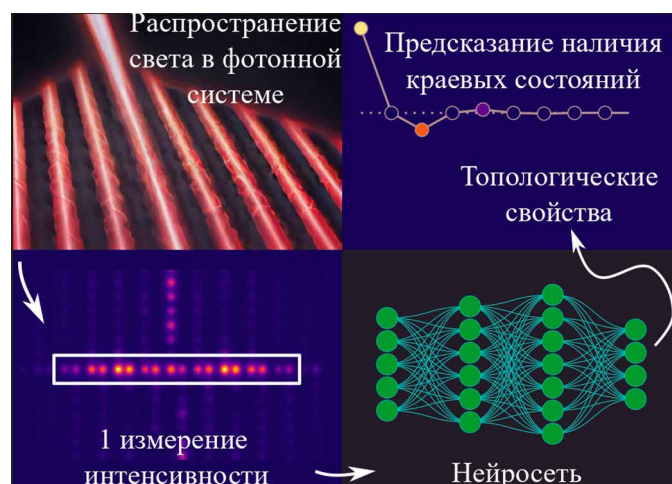 Распространение
света в фотонной
системе
Предсказание наличия
краевых состояний
Топологические
свойства
1 измерение
интенсивности
Нейросеть